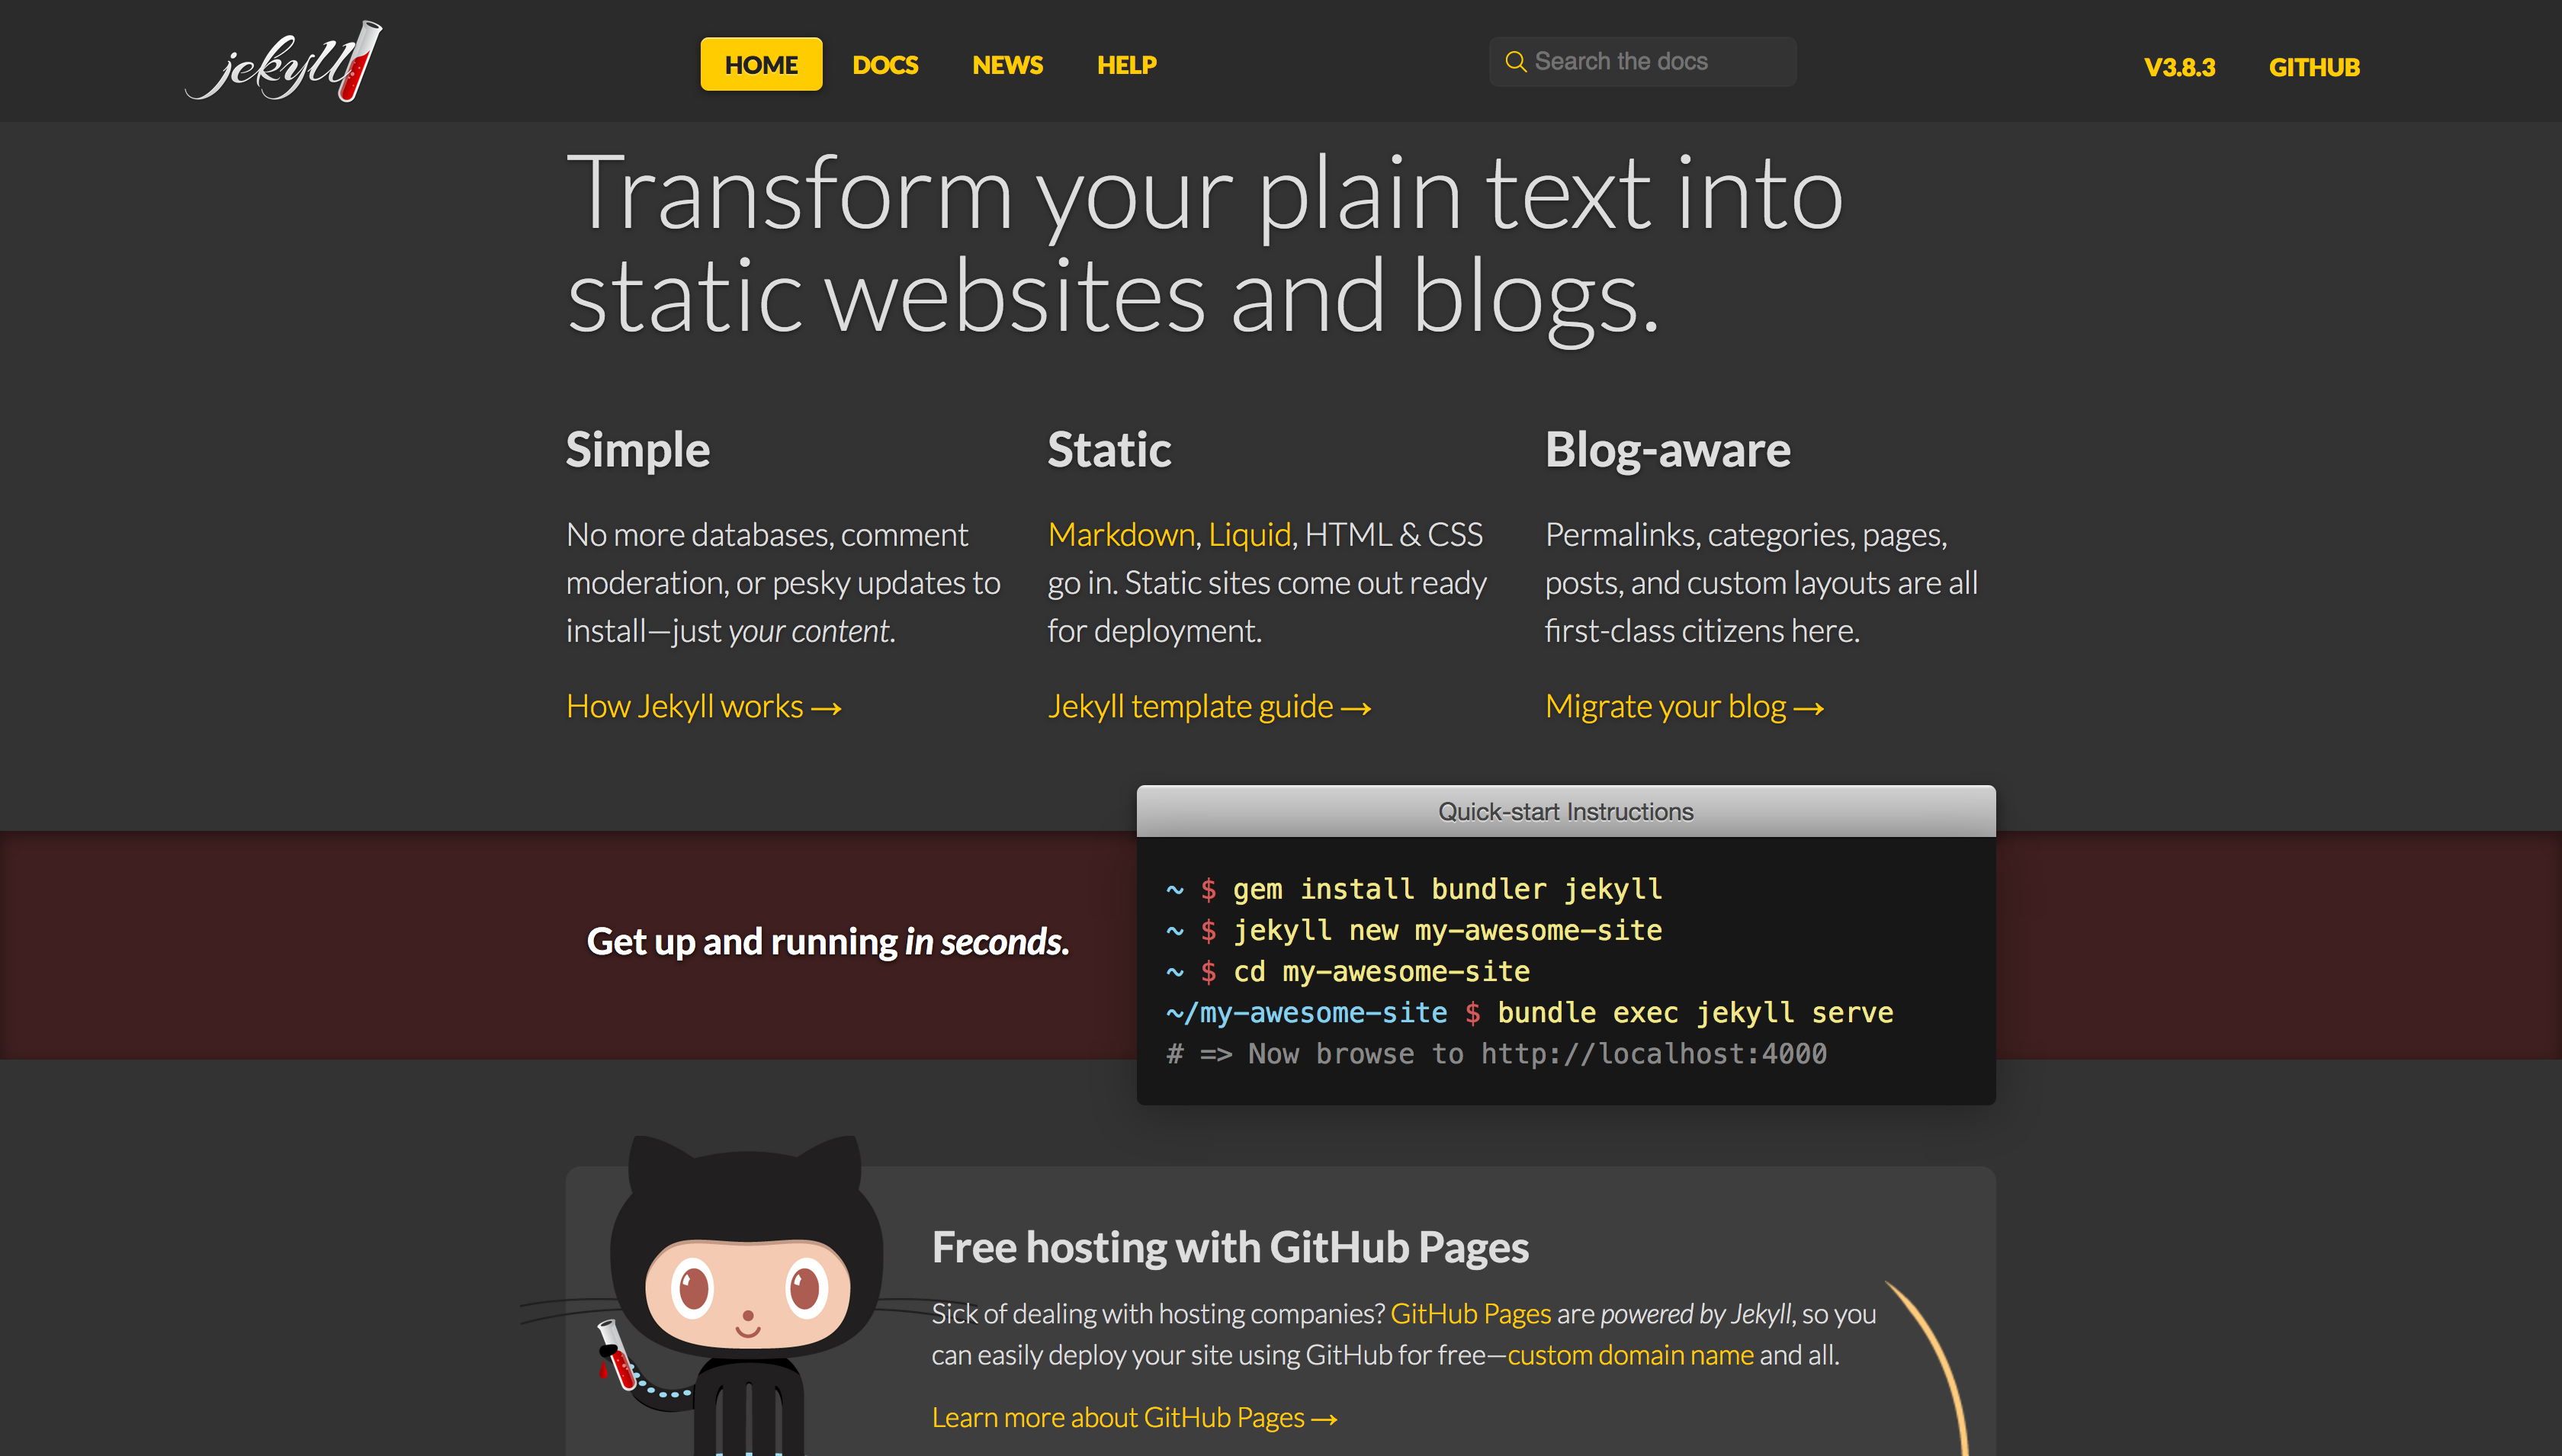 jekyll
HOME
DOCS
NEWS
HELP
Search the docs
V3.8.3
GITHUB
Transform your plain text into
static websites and blogs.
Simple
No more databases, comment
moderation, or pesky updates to
install—just your content.
How Jekyll works →
Static
Markdown, Liquid, HTML & CSS
go in. Static sites come out ready
for deployment.
Jekyll template guide →
Blog-aware
Permalinks, categories, pages,
posts, and custom layouts are all
first-class citizens here.
Migrate your blog →
Get up and running in seconds.
Quick-start Instructions
~ $ gem install bundler jekyll
~ $ jekyll new my-awesome-site
~ $ cd my-awesome-site
~/my-awesome-site $ bundle exec jekyll serve
# => Now browse to http://localhost:4000
Free hosting with GitHub Pages
Sick of dealing with hosting companies? GitHub Pages are powered by Jekyll, so you
can easily deploy your site using GitHub for free—custom domain name and all.
Learn more about GitHub Pages →